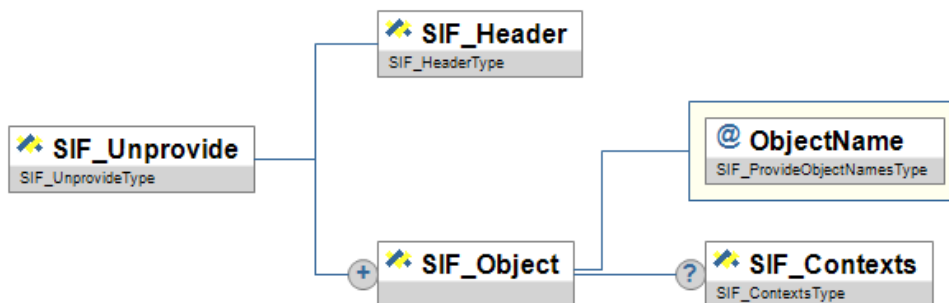 SIF_Header
SIF_HeaderType
@ ObjectName
SIF_ProvideObjectNamesType
SIF_Unprovide
SIF_UnprovideType
+ SIF_Object
? SIF_Contexts
SIF_ContextsType